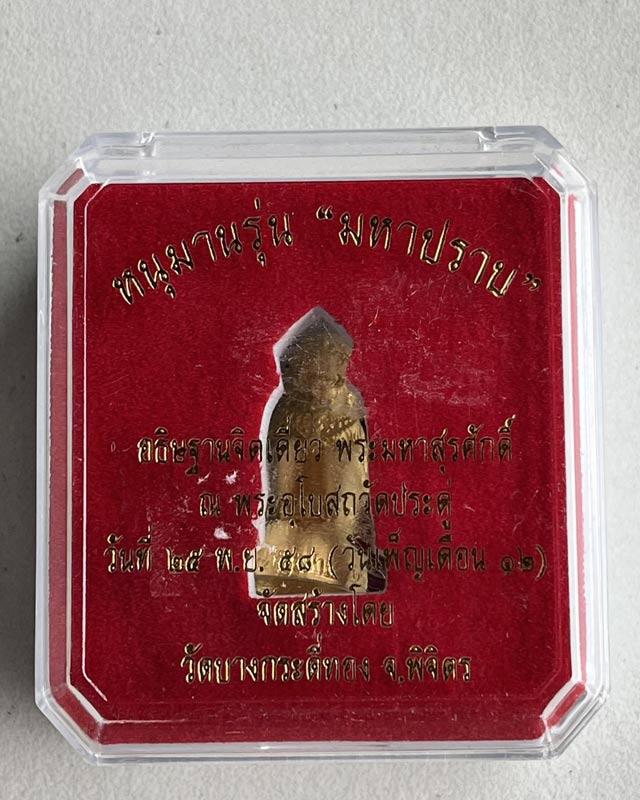 หนุมานรุ่น “มหาปราบ”
อธิษฐานจิตเดี่ยว พระมหาสุรศักดิ์
ณ พระอุโบสถวัดประดู่
วันที่ ๒๕ พ.ย. ๕๘ (วันเพ็ญเดือน ๑๒)
จัดสร้างโดย
วัดบางกระดี่ทอง จ.พิจิตร